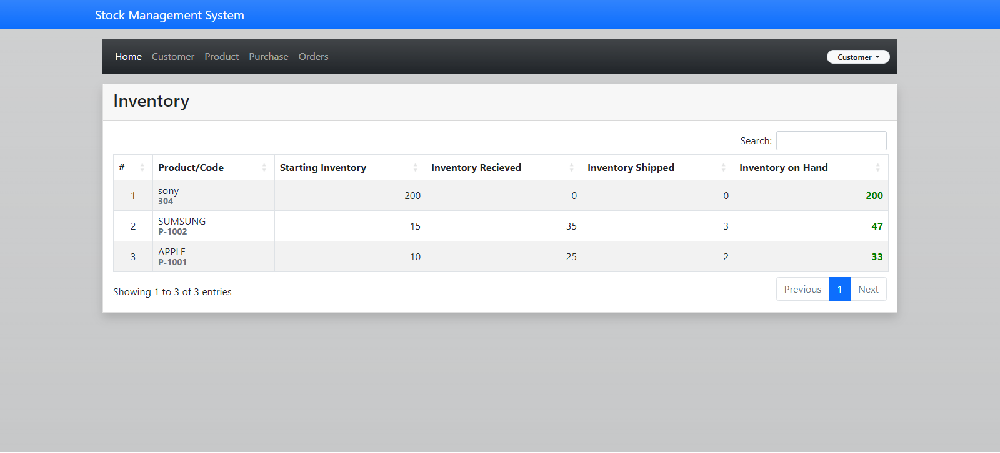 Stock Management System
Home Customer Product Purchase Orders Customer
Inventory
Search:
# Product/Code Starting Inventory Inventory Recieved Inventory Shipped Inventory on Hand
1 sony 200 0 0 200
304
2 SUMSUNG 15 35 3 47
P-1002
3 APPLE 10 25 2 33
P-1001
Showing 1 to 3 of 3 entries
Previous 1 Next